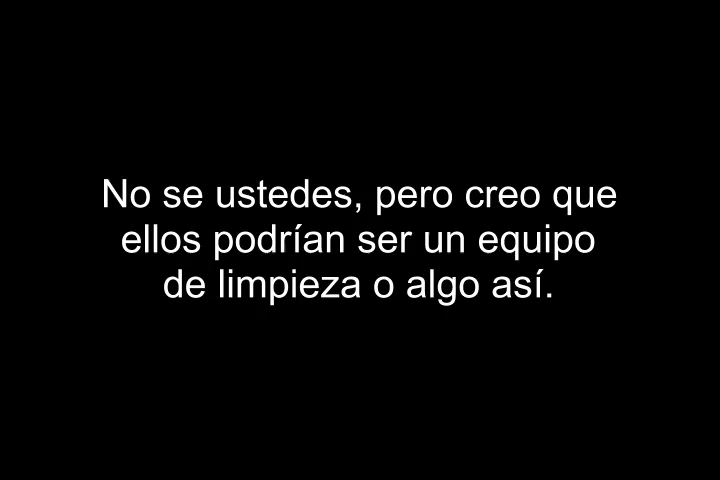 No se ustedes, pero creo que
ellos podrían ser un equipo
de limpieza o algo así.